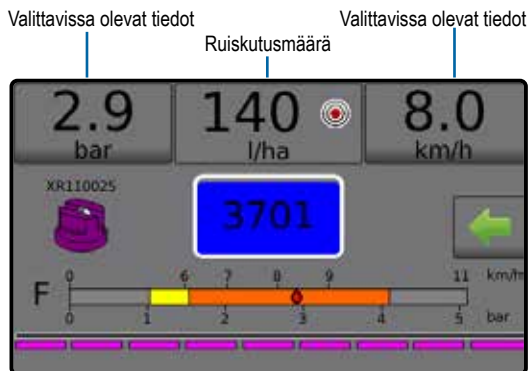 Valittavissa olevat tiedot
Valittavissa olevat tiedot
Ruiskutusmäärä
2.9
bar
140
l/ha
8.0
km/h
XR110025
3701
0 6 7 8 9 11 km/h
F
0 1 2 3 4 5 bar